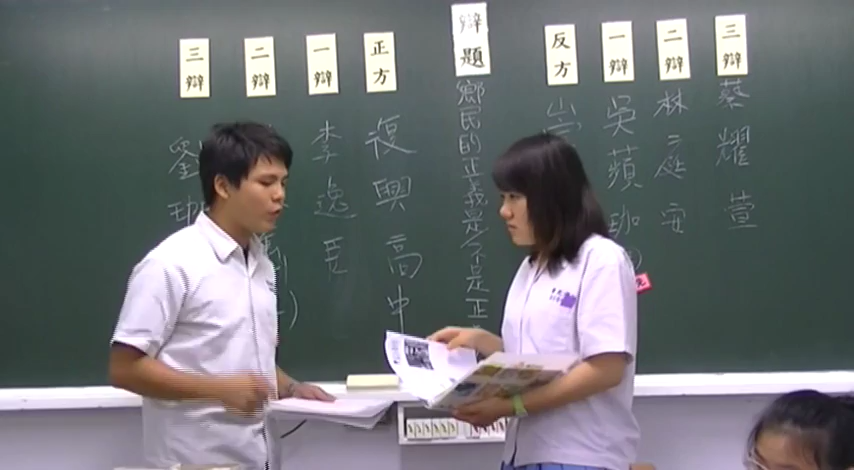 三辯
二辯
一辯
正方
辯題
反方
一辯
二辯
三辯
劉
李逸
復興高中
鄉民的正義是不是正
吳蘋珈
林庭安
蔡耀萱